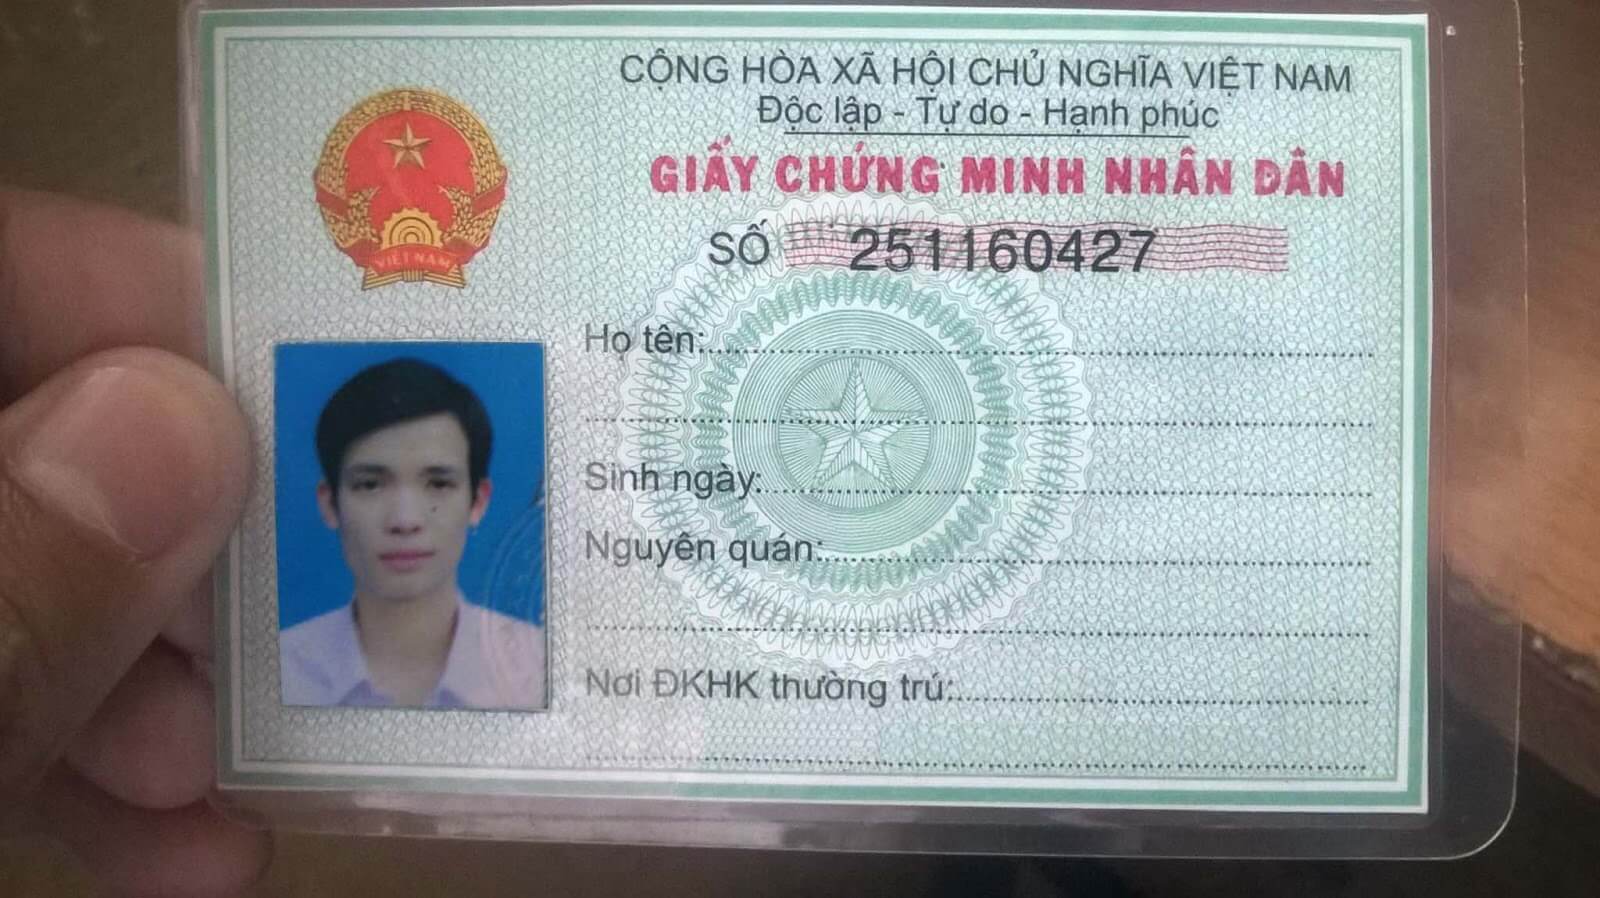 CỘNG HÒA XÃ HỘI CHỦ NGHĨA VIỆT NAM
Độc lập - Tự do - Hạnh phúc
GIẤY CHỨNG MINH NHÂN DÂN
SỐ 251160427
VIỆT NAM
Họ tên:
Sinh ngày:
Nguyên quán:
Nơi ĐKHK thường trú: